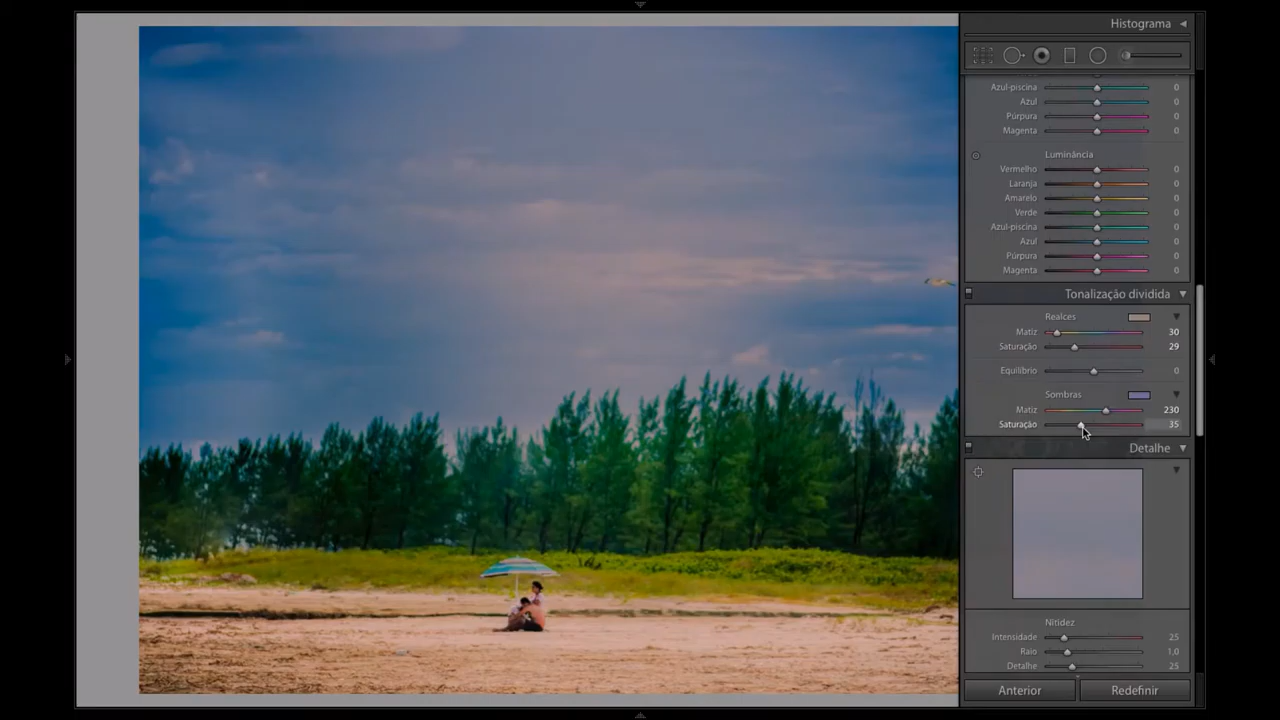 Histograma
Azul-piscina 0
Azul 0
Púrpura 0
Magenta 0
Luminância
Vermelho 0
Laranja 0
Amarelo 0
Verde 0
Azul-piscina 0
Azul 0
Púrpura 0
Magenta 0
Tonalização dividida
Realces
Matiz 30
Saturação 29
Equilíbrio 0
Sombras
Matiz 230
Saturação 35
Detalhe
Nitidez
Intensidade 25
Raio 1,0
Detalhe 25
Anterior Redefinir